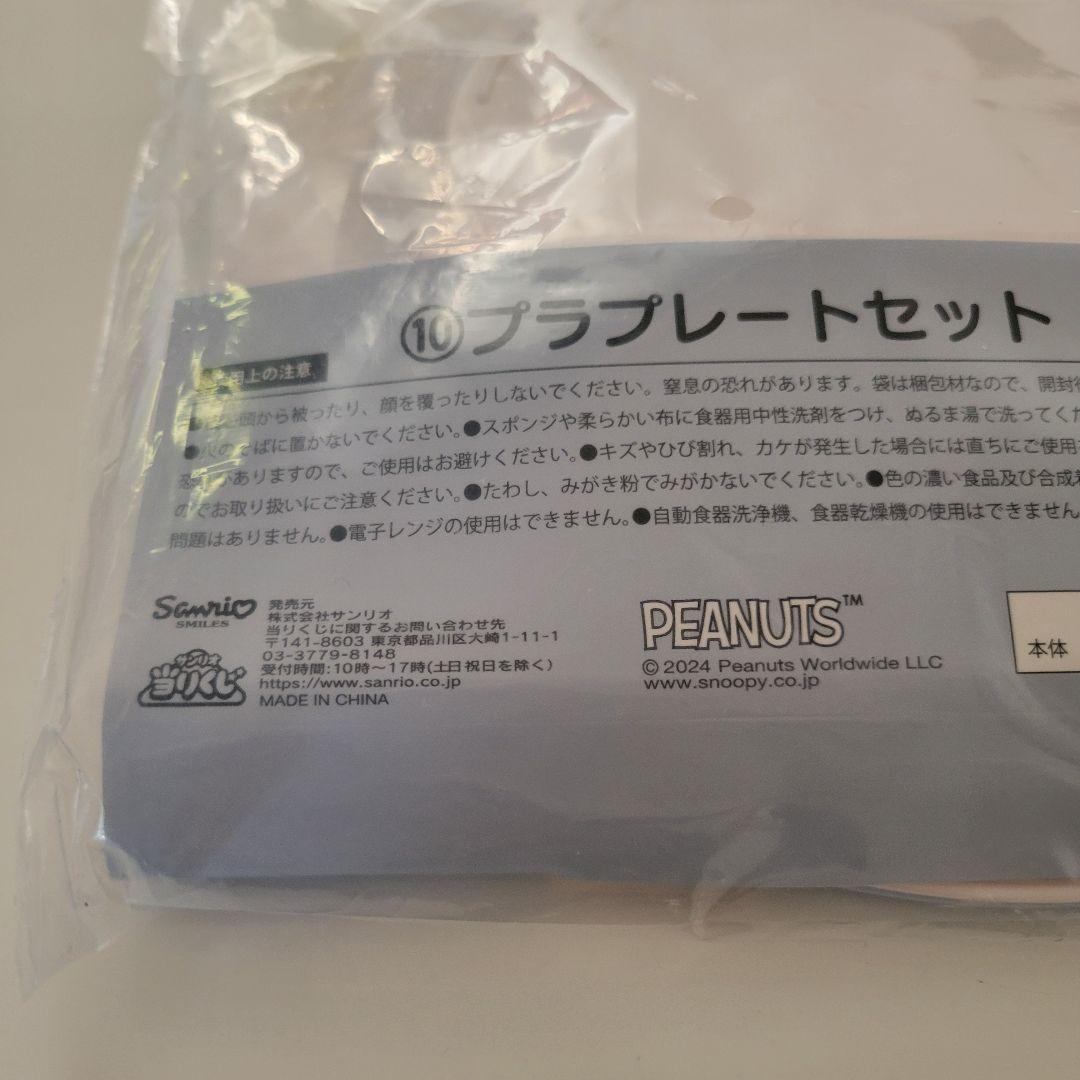 ⑩プラプレートセット
用上の注意
頭から被ったり、顔を覆ったりしないでください。窒息の恐れがあります。袋は梱包材なので、開封
ばに置かないでください。●スポンジや柔らかい布に食器用中性洗剤をつけ、ぬるま湯で洗ってくだ
がありますので、ご使用はお避けください。●キズやひび割れ、カケが発生した場合には直ちにご使用
のでお取り扱いにご注意ください。●たわし、みがき粉でみがかないでください。●色の濃い食品及び合成
問題はありません。●電子レンジの使用はできません。●自動食器洗浄機、食器乾燥機の使用はできません
Sanrio
SMILES
サンリオ
当りくじ
発売元
株式会社サンリオ
当りくじに関するお問い合わせ先
〒141-8603 東京都品川区大崎1-11-1
03-3779-8148
受付時間:10時～17時(土日祝日を除く)
https://www.sanrio.co.jp
MADE IN CHINA
PEANUTS™
© 2024 Peanuts Worldwide LLC
www.snoopy.co.jp
本体